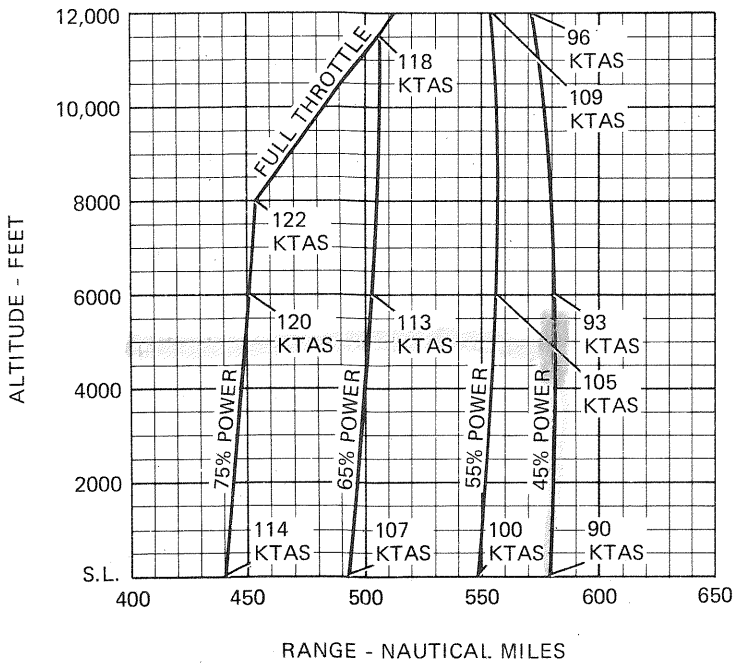 12,000
10,000
8000
6000
4000
2000
S.L.
ALTITUDE - FEET
FULL THROTTLE
118
KTAS
96
KTAS
109
KTAS
122
KTAS
120
KTAS
113
KTAS
93
KTAS
105
KTAS
75% POWER
65% POWER
55% POWER
45% POWER
114
KTAS
107
KTAS
100
KTAS
90
KTAS
400
450
500
550
600
650
RANGE - NAUTICAL MILES